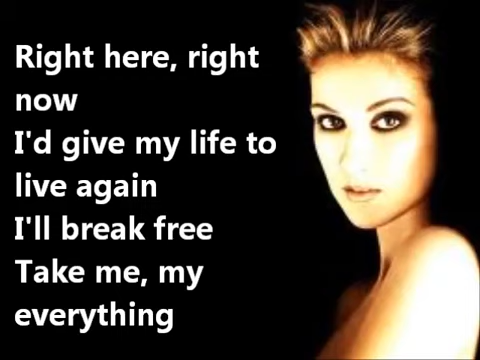 Right here, right
now
I'd give my life to
live again
I'll break free
Take me, my
everything